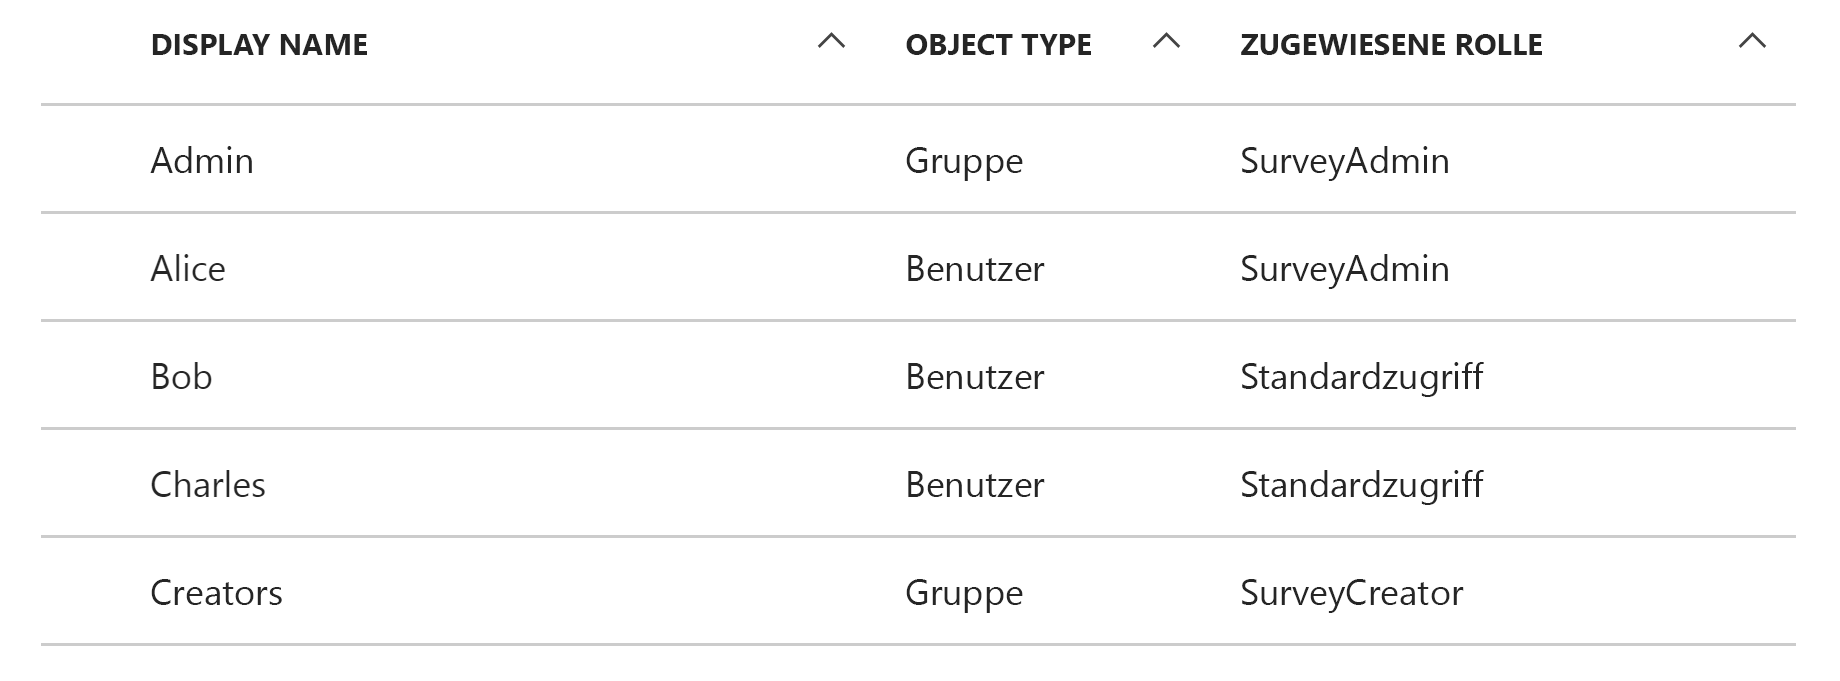 DISPLAY NAME OBJECT TYPE ZUGEWIESENE ROLLE
Admin Gruppe SurveyAdmin
Alice Benutzer SurveyAdmin
Bob Benutzer Standardzugriff
Charles Benutzer Standardzugriff
Creators Gruppe SurveyCreator